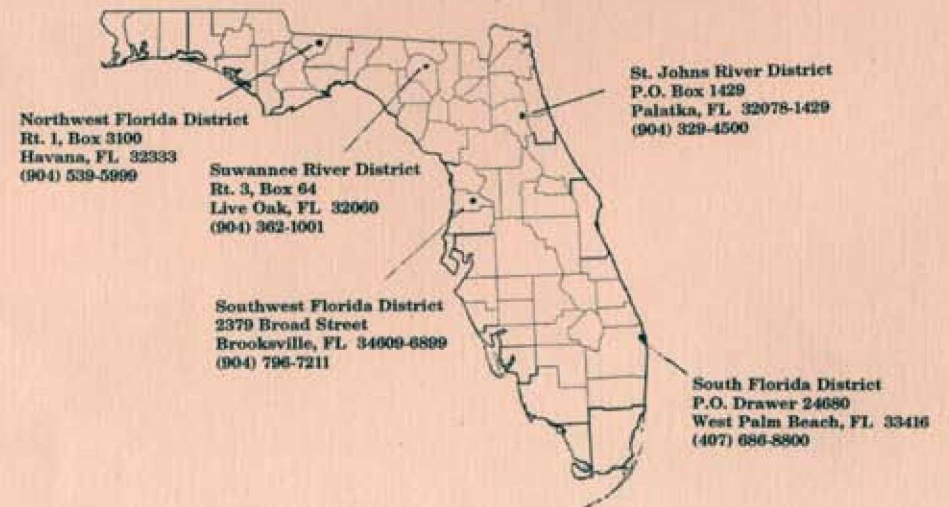 Northwest Florida District
Rt. 1, Box 3100
Havana, FL 32333
(904) 539-5999
Suwannee River District
Rt. 3, Box 64
Live Oak, FL 32060
(904) 362-1001
St. Johns River District
P.O. Box 1429
Palatka, FL 32078-1429
(904) 329-4500
Southwest Florida District
2379 Broad Street
Brooksville, FL 34609-6899
(904) 796-7211
South Florida District
P.O. Drawer 24680
West Palm Beach, FL 33416
(407) 686-8800